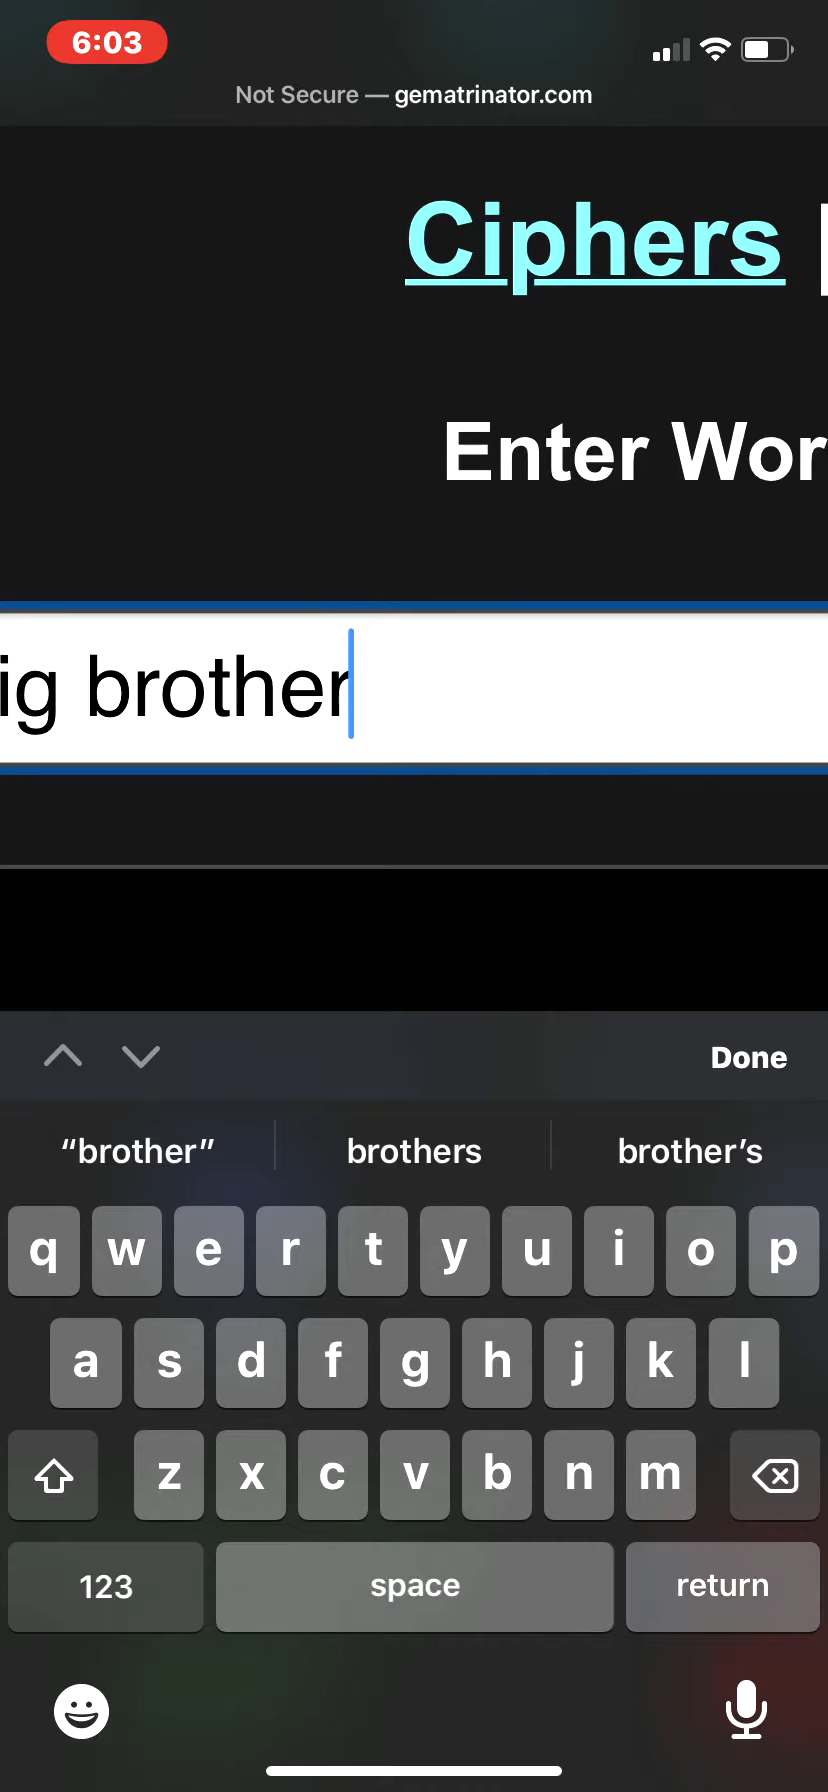 6:03
Not Secure — gematrinator.com
Ciphers
Enter Wor
ig brother
Done
“brother” brothers brother’s
q w e r t y u i o p
a s d f g h j k l
z x c v b n m
123 space return